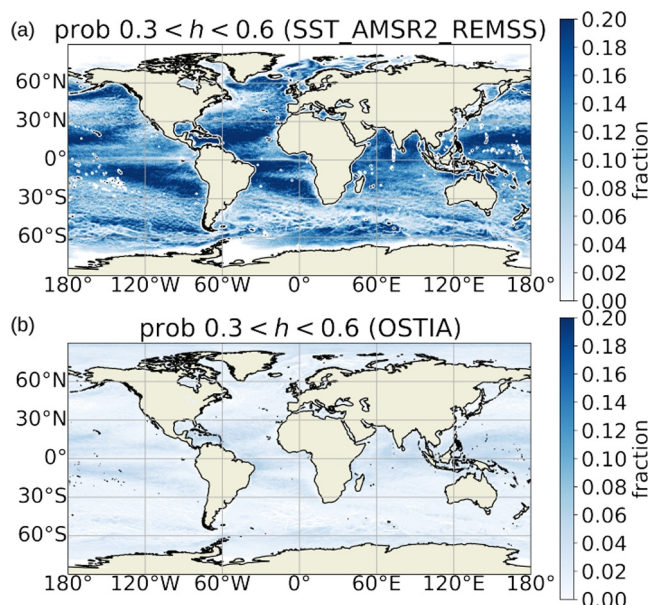 (a) prob 0.3 < h < 0.6 (SST_AMSR2_REMSS)
60°N
30°N
0°
30°S
60°S
180° 120°W 60°W 0° 60°E 120°E 180°
0.20
0.18
0.16
0.14
0.12
0.10
0.08
0.06
0.04
0.02
0.00
fraction
(b) prob 0.3 < h < 0.6 (OSTIA)
60°N
30°N
0°
30°S
60°S
180° 120°W 60°W 0° 60°E 120°E 180°
0.20
0.18
0.16
0.14
0.12
0.10
0.08
0.06
0.04
0.02
0.00
fraction